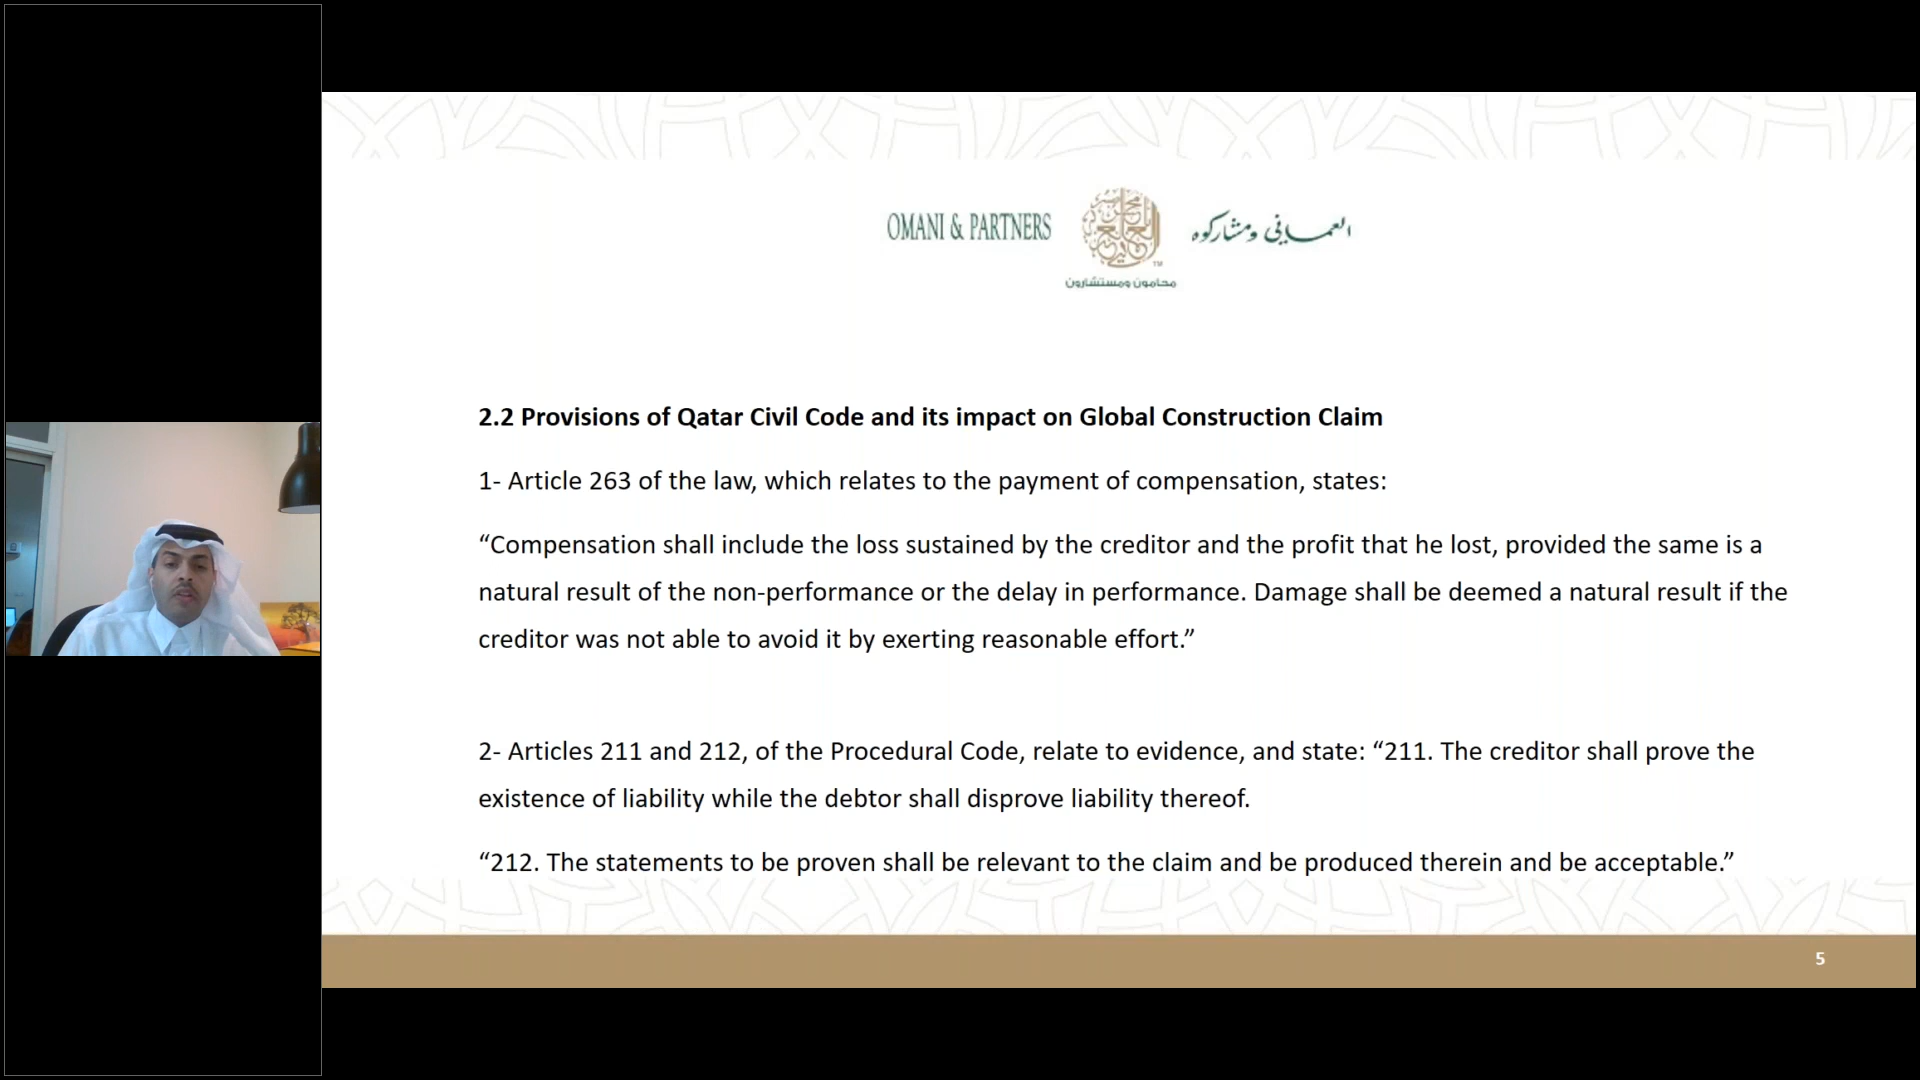 OMANI & PARTNERS
العماني ومشاركوه
TM
محامون ومستشارون
2.2 Provisions of Qatar Civil Code and its impact on Global Construction Claim
1- Article 263 of the law, which relates to the payment of compensation, states:
“Compensation shall include the loss sustained by the creditor and the profit that he lost, provided the same is a
natural result of the non-performance or the delay in performance. Damage shall be deemed a natural result if the
creditor was not able to avoid it by exerting reasonable effort.”
2- Articles 211 and 212, of the Procedural Code, relate to evidence, and state: “211. The creditor shall prove the
existence of liability while the debtor shall disprove liability thereof.
“212. The statements to be proven shall be relevant to the claim and be produced therein and be acceptable.”
5